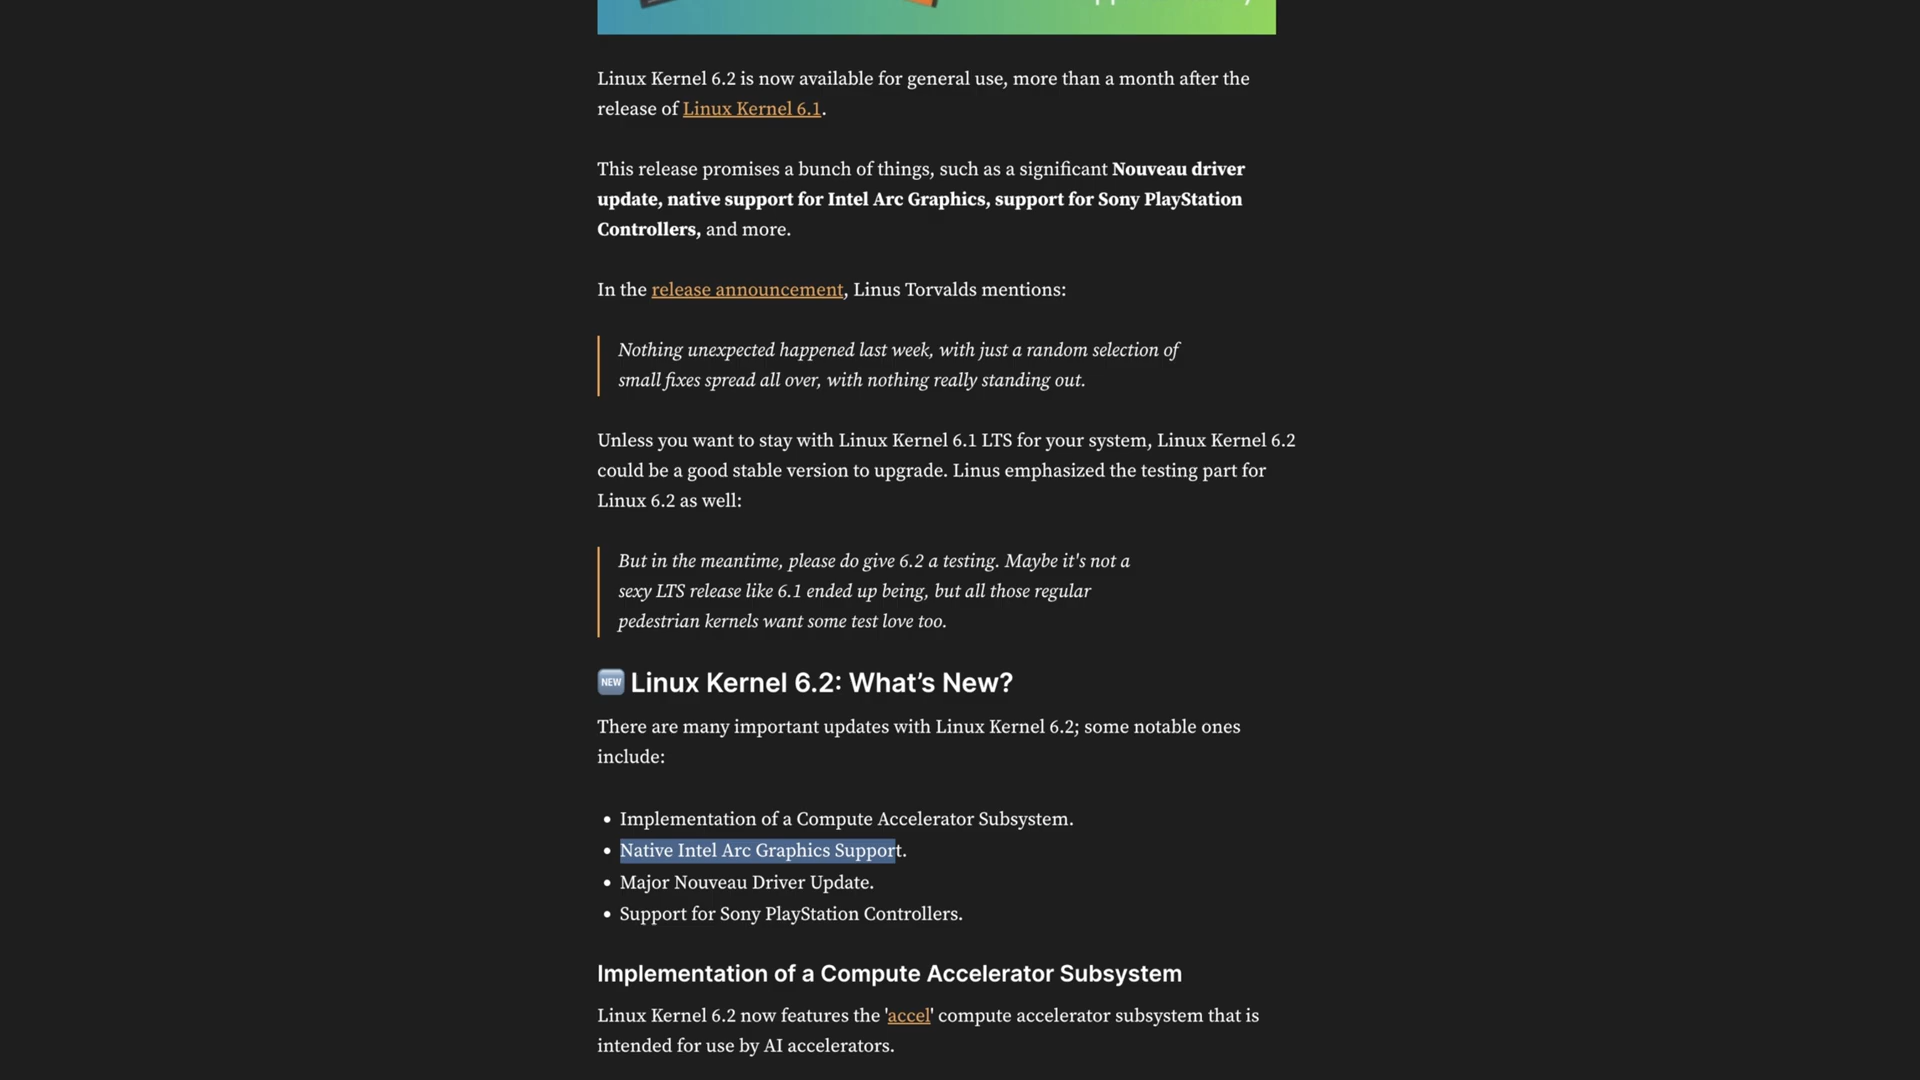 Linux Kernel 6.2 is now available for general use, more than a month after the
release of Linux Kernel 6.1.
This release promises a bunch of things, such as a significant Nouveau driver
update, native support for Intel Arc Graphics, support for Sony PlayStation
Controllers, and more.
In the release announcement, Linus Torvalds mentions:
Nothing unexpected happened last week, with just a random selection of
small fixes spread all over, with nothing really standing out.
Unless you want to stay with Linux Kernel 6.1 LTS for your system, Linux Kernel 6.2
could be a good stable version to upgrade. Linus emphasized the testing part for
Linux 6.2 as well:
But in the meantime, please do give 6.2 a testing. Maybe it's not a
sexy LTS release like 6.1 ended up being, but all those regular
pedestrian kernels want some test love too.
🆕 Linux Kernel 6.2: What’s New?
There are many important updates with Linux Kernel 6.2; some notable ones
include:
• Implementation of a Compute Accelerator Subsystem.
• Native Intel Arc Graphics Support.
• Major Nouveau Driver Update.
• Support for Sony PlayStation Controllers.
Implementation of a Compute Accelerator Subsystem
Linux Kernel 6.2 now features the 'accel' compute accelerator subsystem that is
intended for use by AI accelerators.